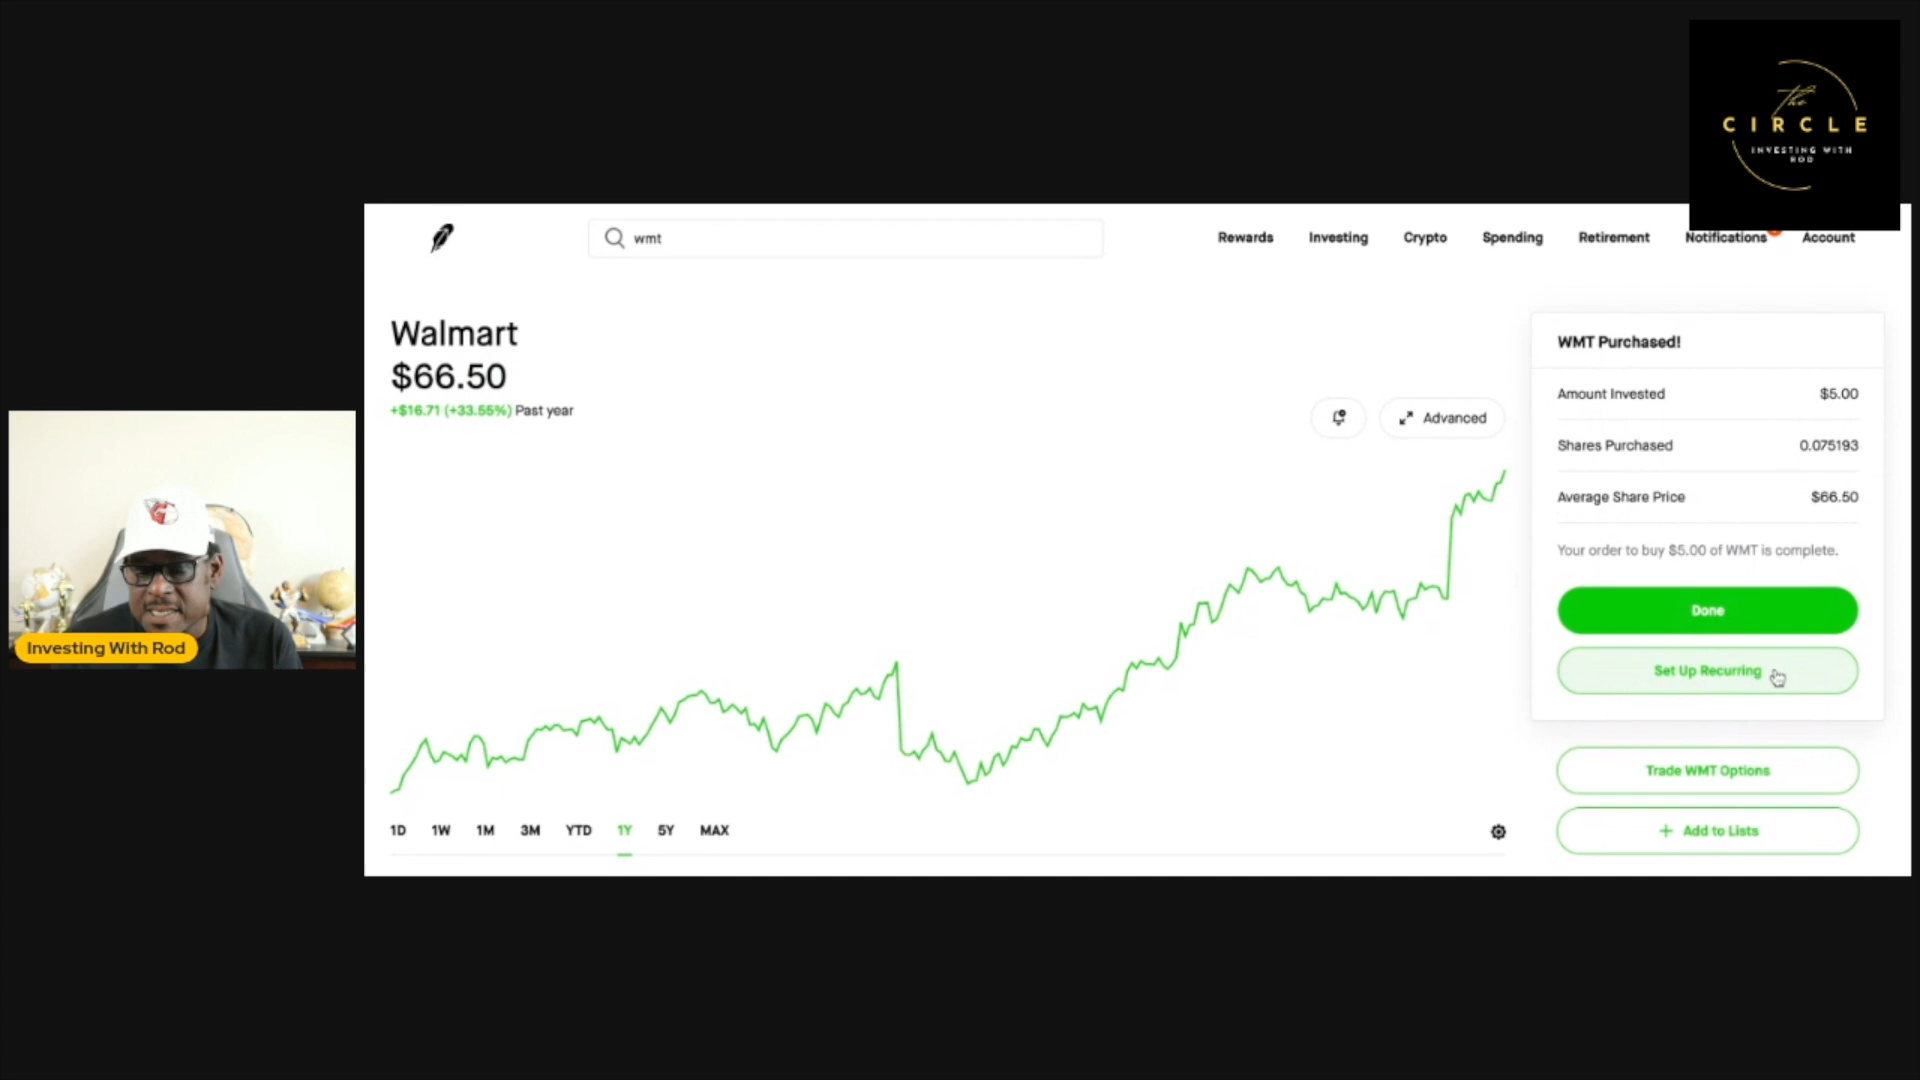 the
CIRCLE
INVESTING WITH
ROD
wmt
Rewards
Investing
Crypto
Spending
Retirement
Notifications
Account
Walmart
$66.50
+$16.71 (+33.55%) Past year
Advanced
WMT Purchased!
Amount Invested $5.00
Shares Purchased 0.075193
Average Share Price $66.50
Your order to buy $5.00 of WMT is complete.
Done
Set Up Recurring
Trade WMT Options
+ Add to Lists
1D 1W 1M 3M YTD 1Y 5Y MAX
Investing With Rod